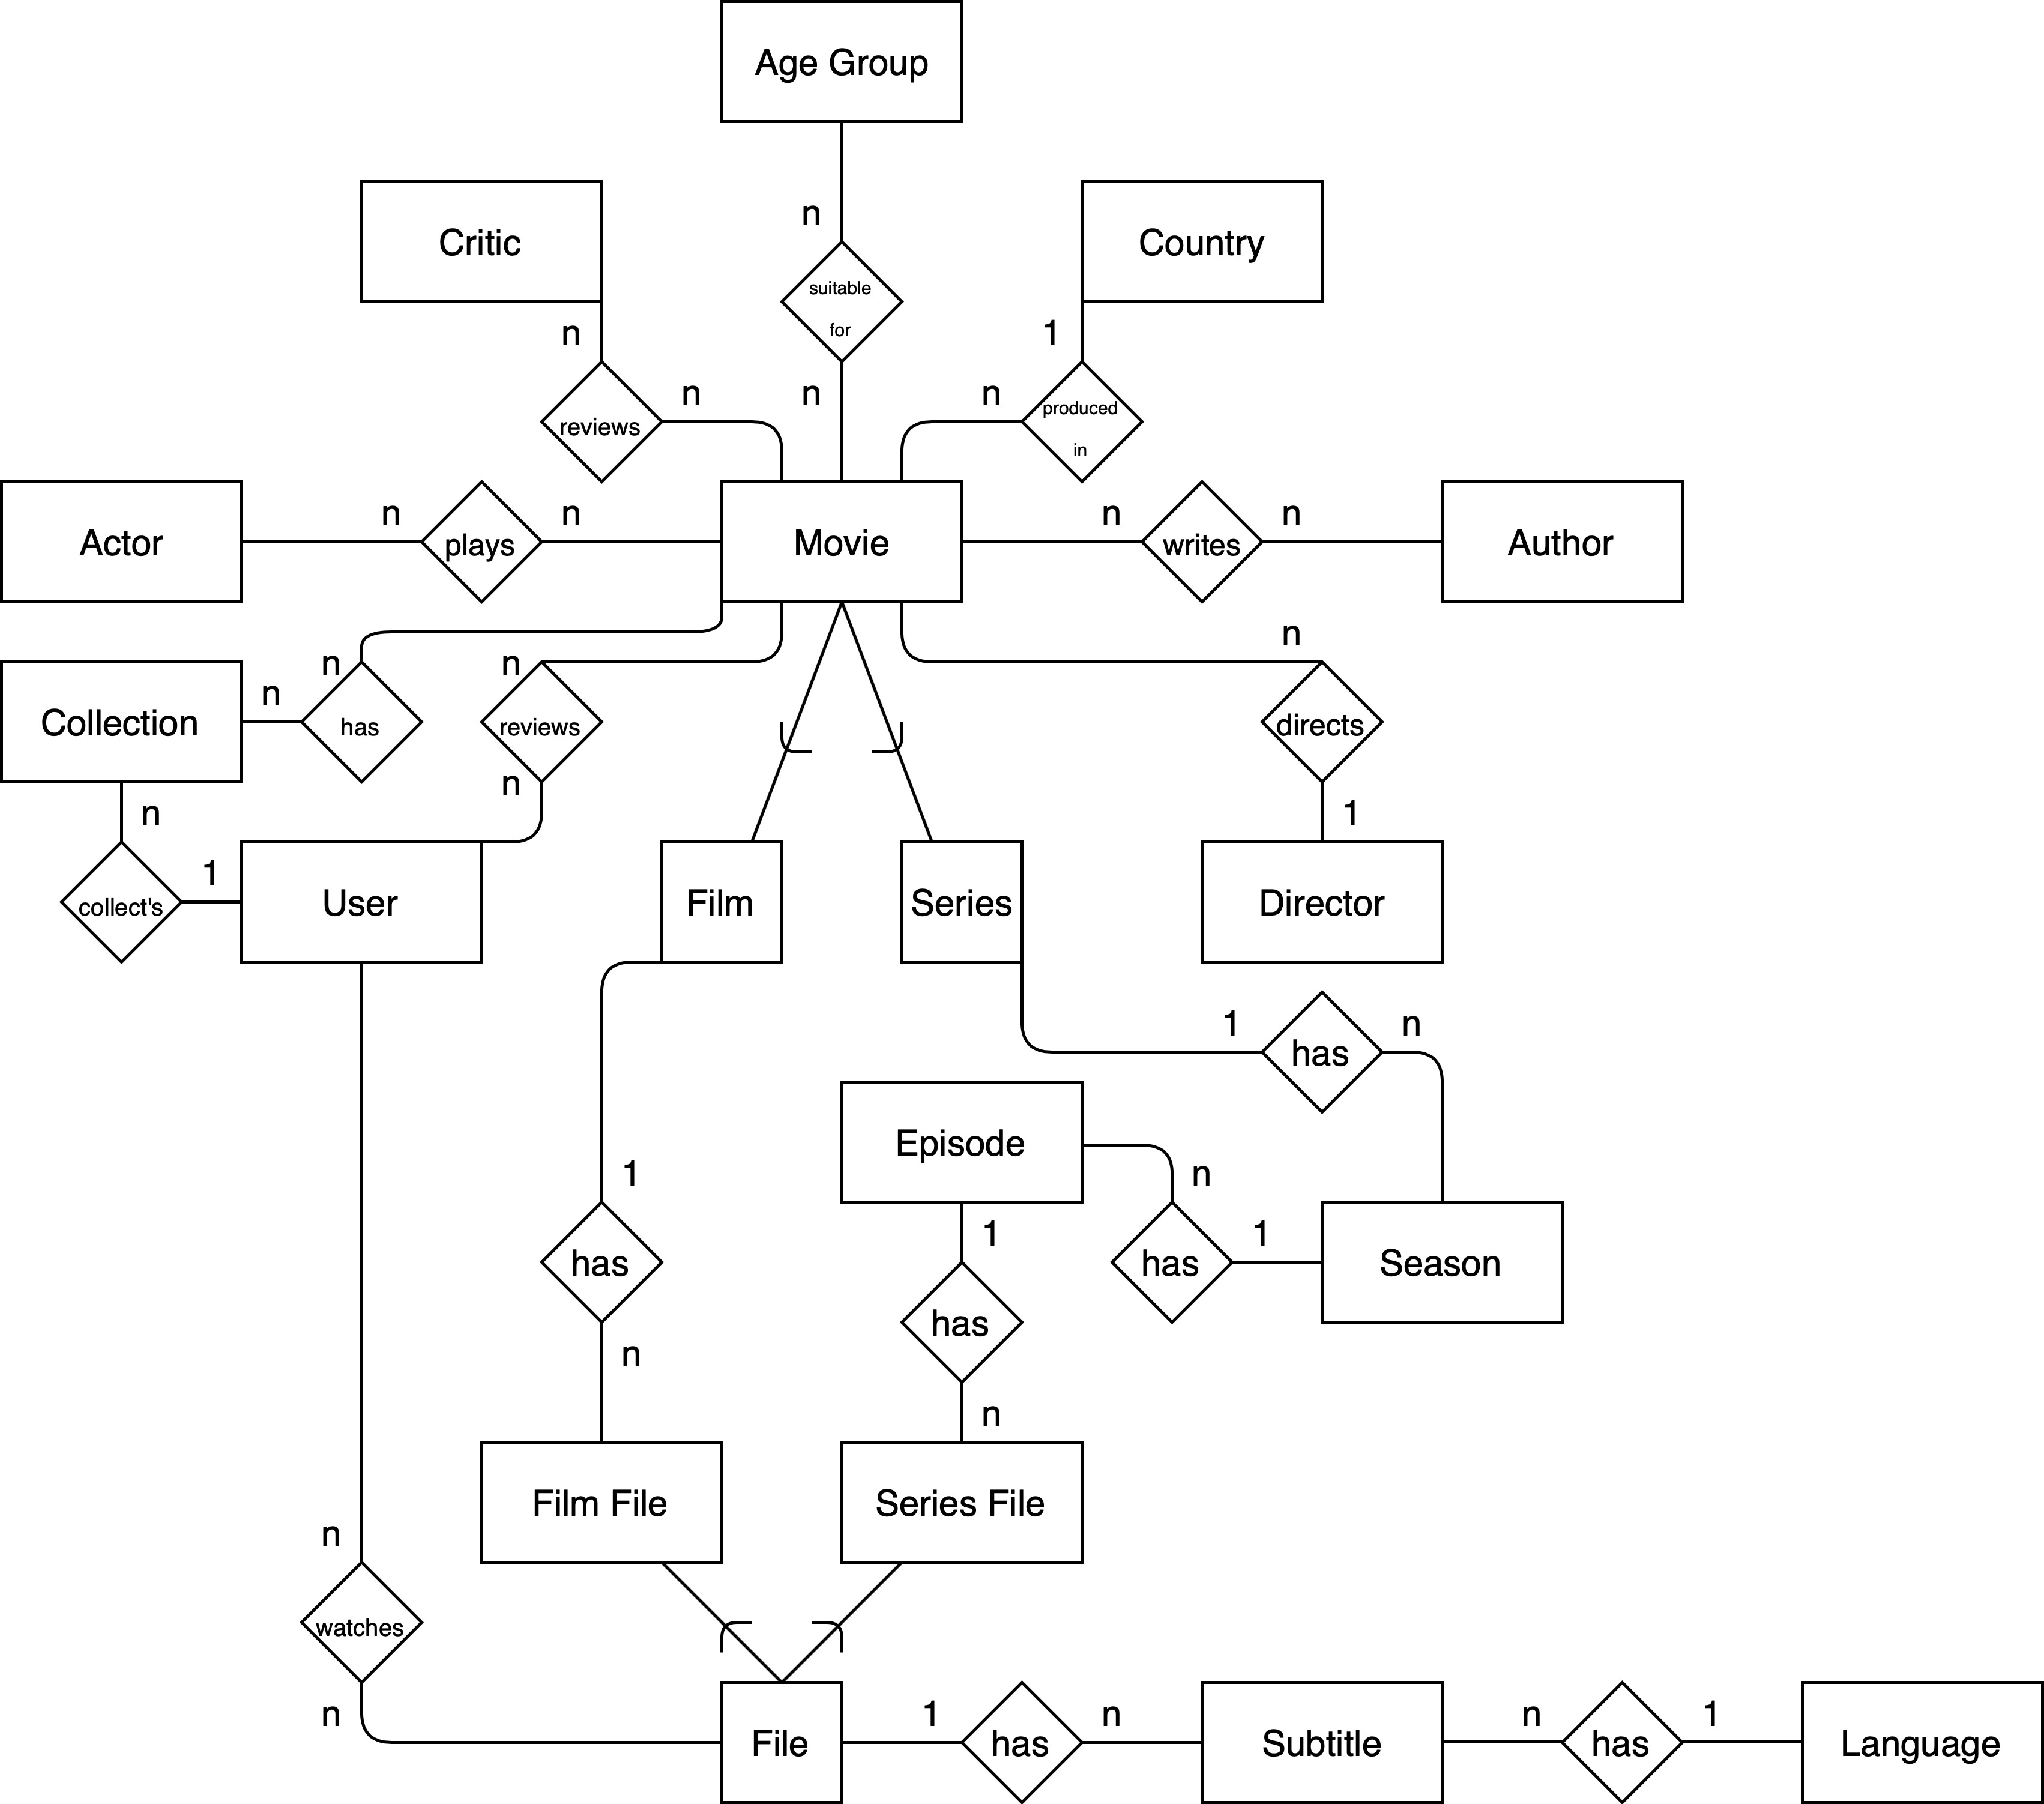 Age Group
n
Critic
Country
suitable
for
n
1
n
n
n
produced
in
reviews
Actor
n
plays
n
Movie
n
writes
n
Author
n
Collection
n
has
n
reviews
n
directs
n
n
1
collect's
1
User
Film
Series
Director
1
has
n
Episode
1
n
has
1
has
1
Season
has
n
n
Film File
Series File
n
watches
n
File
1
has
n
Subtitle
n
has
1
Language